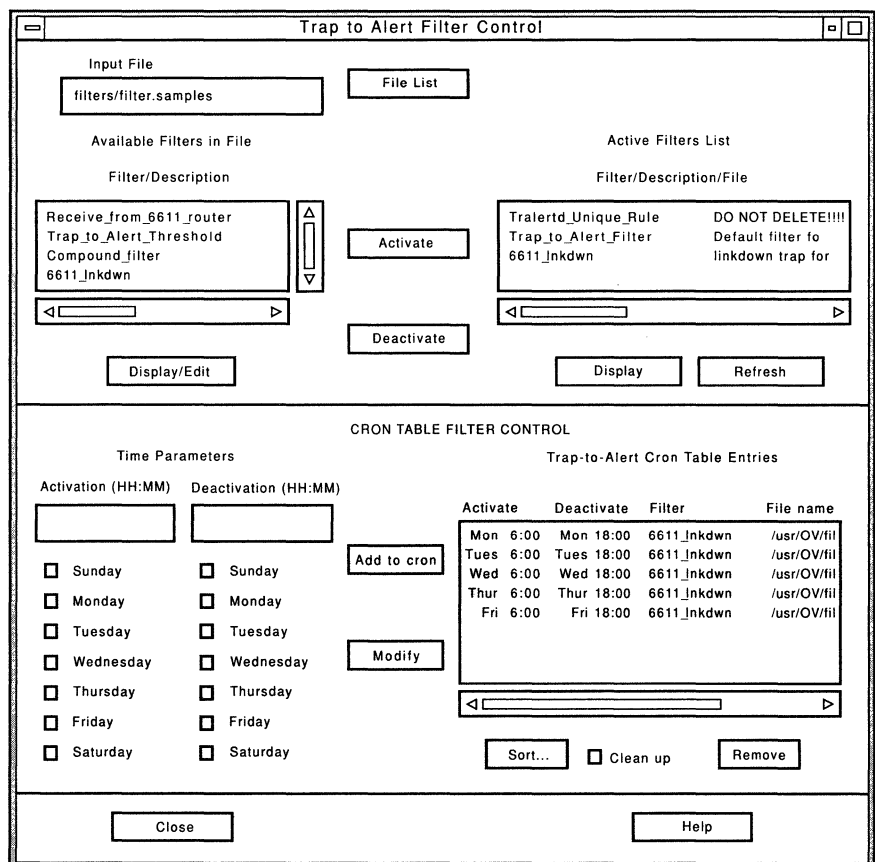 Trap to Alert Filter Control
Input File
filters/filter.samples
File List
Available Filters in File
Active Filters List
Filter/Description
Filter/Description/File
Receive_from_6611_router
Trap_to_Alert_Threshold
Compound_filter
6611_lnkdwn
Activate
Tralertd_Unique_Rule DO NOT DELETE!!!!
Trap_to_Alert_Filter Default filter fo
6611_lnkdwn linkdown trap for
Deactivate
Display/Edit
Display
Refresh
CRON TABLE FILTER CONTROL
Time Parameters
Trap-to-Alert Cron Table Entries
Activation (HH:MM) Deactivation (HH:MM)
Activate Deactivate Filter File name
Mon 6:00 Mon 18:00 6611_lnkdwn /usr/OV/fil
Tues 6:00 Tues 18:00 6611_lnkdwn /usr/OV/fil
Wed 6:00 Wed 18:00 6611_lnkdwn /usr/OV/fil
Thur 6:00 Thur 18:00 6611_lnkdwn /usr/OV/fil
Fri 6:00 Fri 18:00 6611_lnkdwn /usr/OV/fil
Add to cron
Sunday Sunday
Monday Monday
Tuesday Tuesday
Wednesday Wednesday
Thursday Thursday
Friday Friday
Saturday Saturday
Modify
Sort...
Clean up
Remove
Close
Help